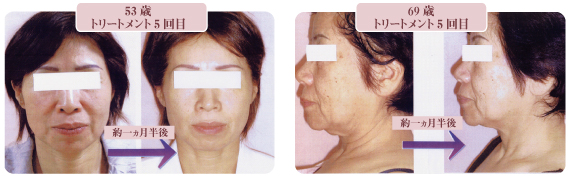 53 歳
トリートメント 5 回目
約一ヵ月半後
69 歳
トリートメント 5 回目
約一ヵ月半後